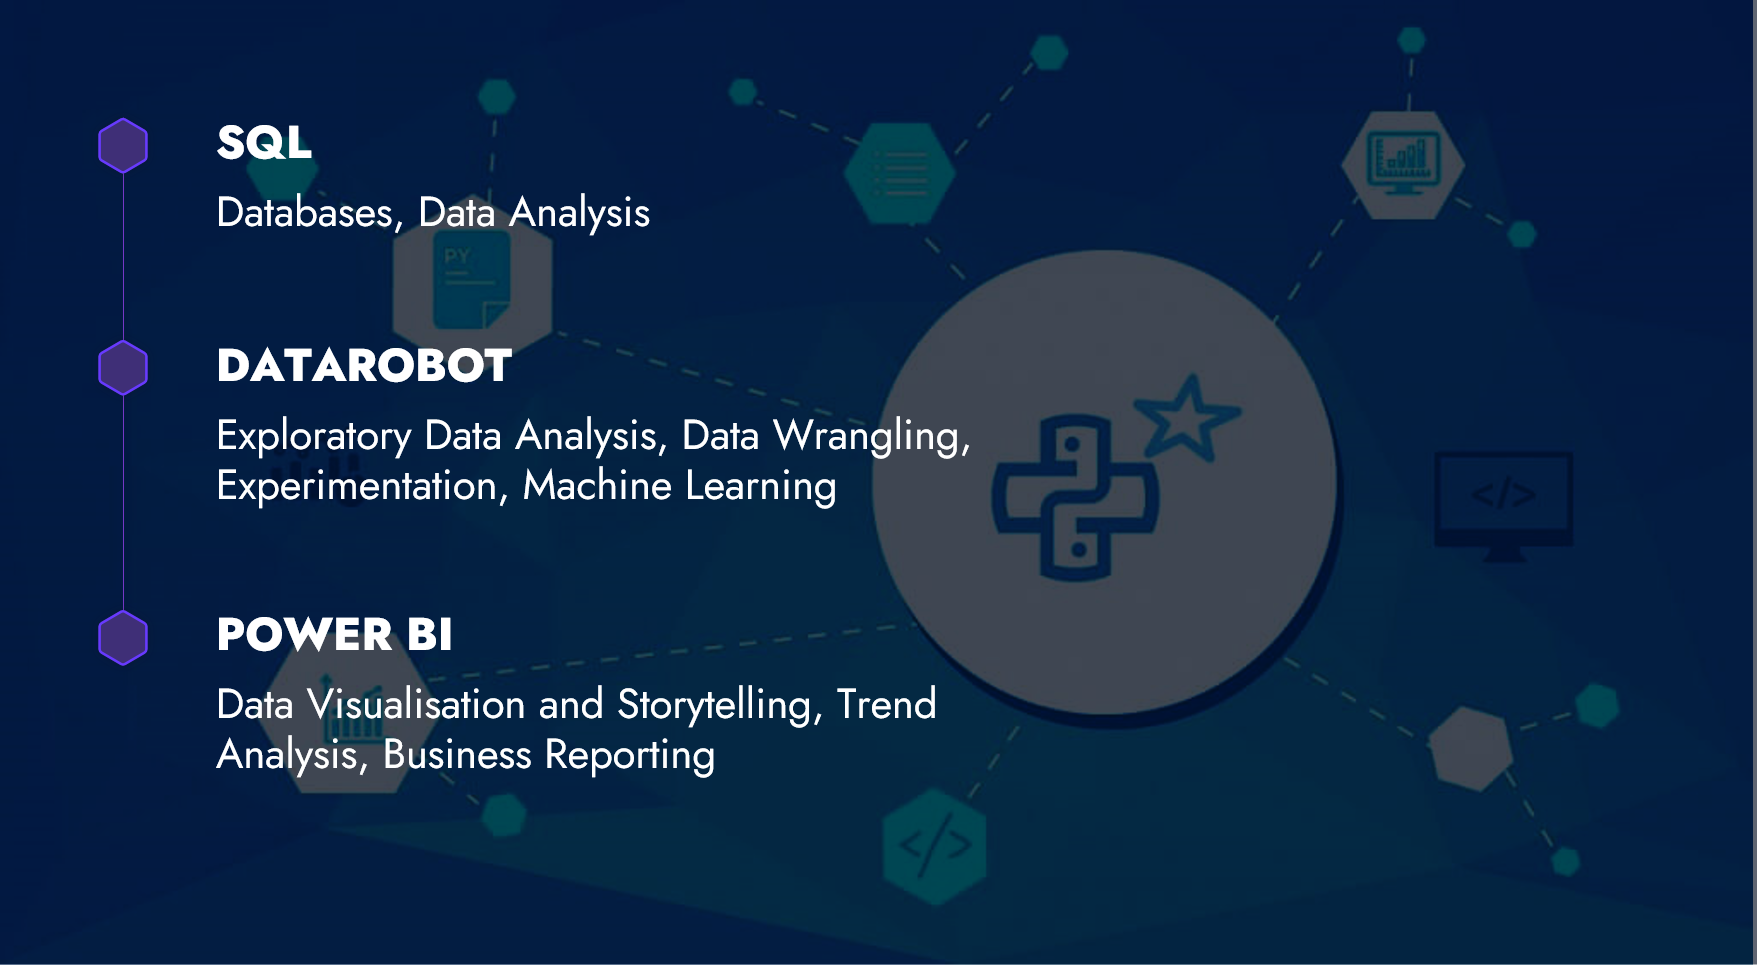 SQL
Databases, Data Analysis
PY
DATAROBOT
Exploratory Data Analysis, Data Wrangling,
Experimentation, Machine Learning
</>
POWER BI
Data Visualisation and Storytelling, Trend
Analysis, Business Reporting
</>